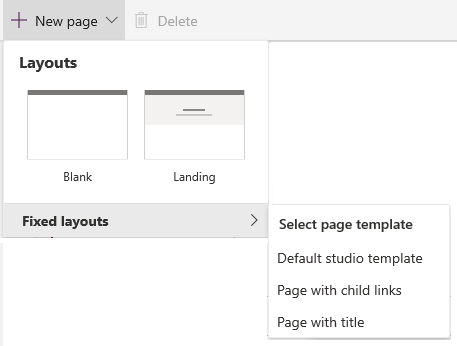 New page
Delete
Layouts
Blank
Landing
Fixed layouts
Select page template
Default studio template
Page with child links
Page with title